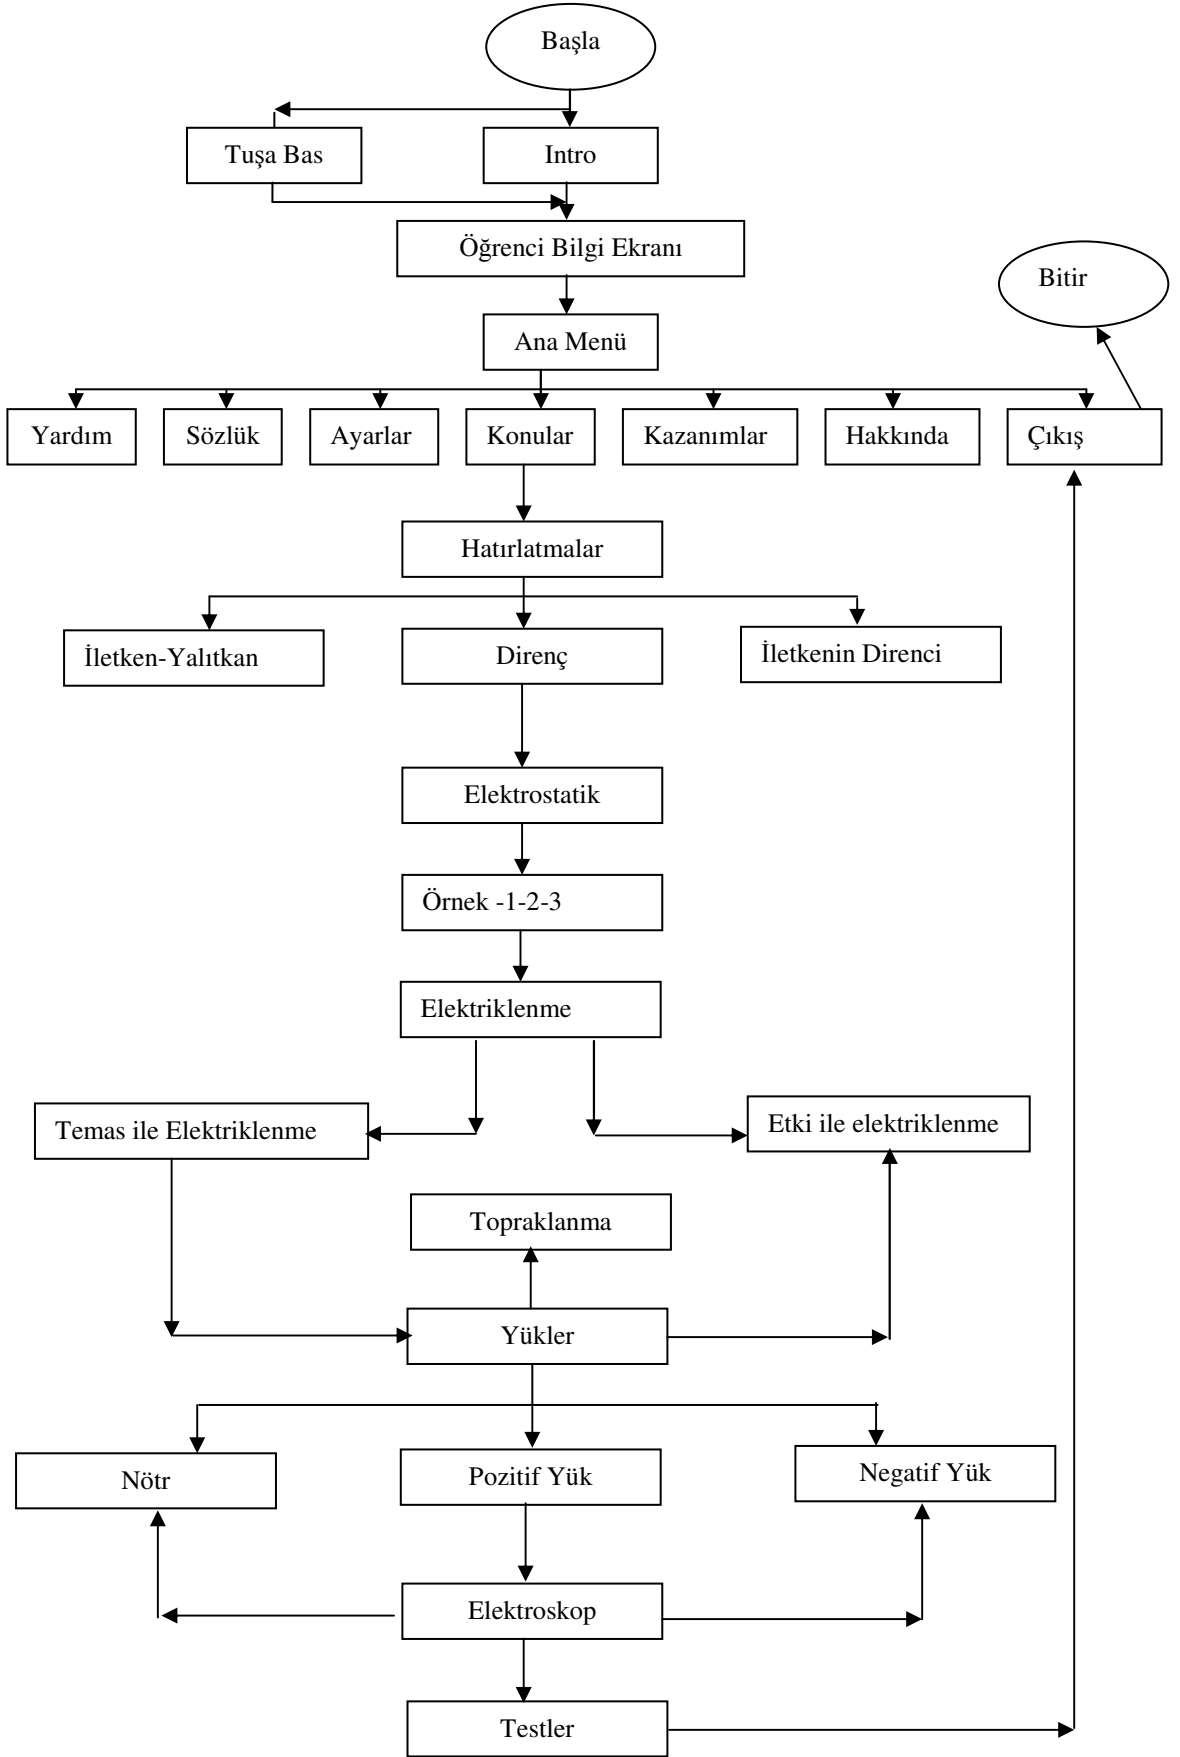 Başla
Tuşa Bas
Intro
Öğrenci Bilgi Ekranı
Bitir
Ana Menü
Yardım
Sözlük
Ayarlar
Konular
Kazanımlar
Hakkında
Çıkış
Hatırlatmalar
İletken-Yalıtkan
Direnç
İletkenin Direnci
Elektrostatik
Örnek -1-2-3
Elektriklenme
Temas ile Elektriklenme
Etki ile elektriklenme
Topraklanma
Yükler
Nötr
Pozitif Yük
Negatif Yük
Elektroskop
Testler